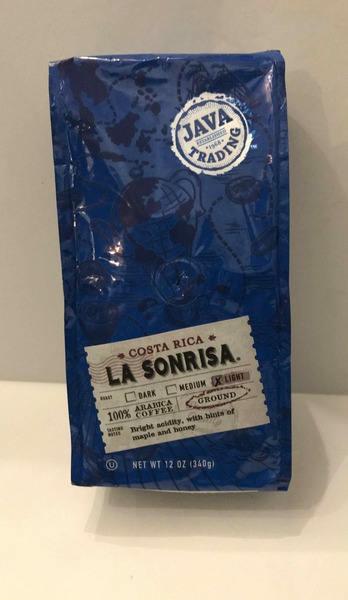 JAVA
ESTABLISHED
1968
TRADING
COSTA RICA
LA SONRISA
ROAST DARK MEDIUM X LIGHT
100% ARABICA COFFEE GROUND
TASTING NOTES Bright acidity, with hints of
maple and honey
U NET WT 12 OZ (340g)